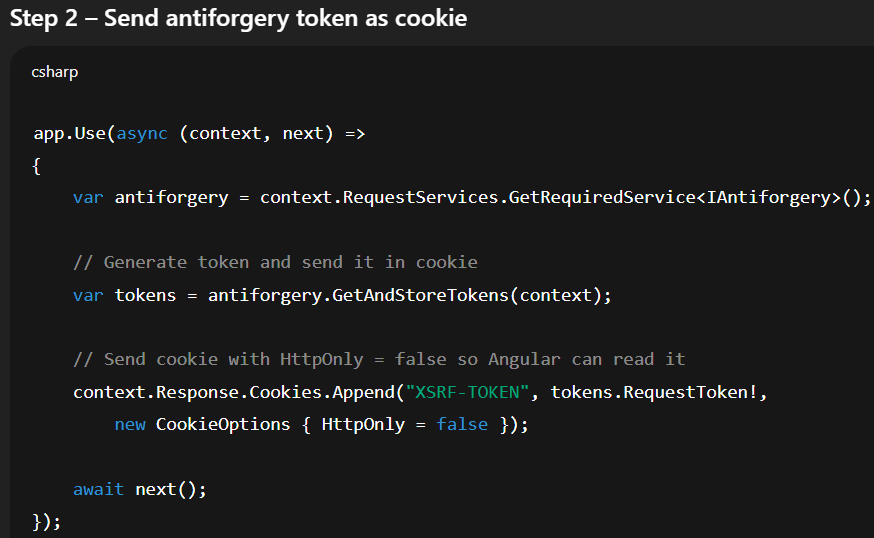 Step 2 – Send antiforgery token as cookie
csharp
app.Use(async (context, next) =>
{
    var antiforgery = context.RequestServices.GetRequiredService<IAntiforgery>();
    // Generate token and send it in cookie
    var tokens = antiforgery.GetAndStoreTokens(context);
    // Send cookie with HttpOnly = false so Angular can read it
    context.Response.Cookies.Append("XSRF-TOKEN", tokens.RequestToken!,
        new CookieOptions { HttpOnly = false });
    await next();
});